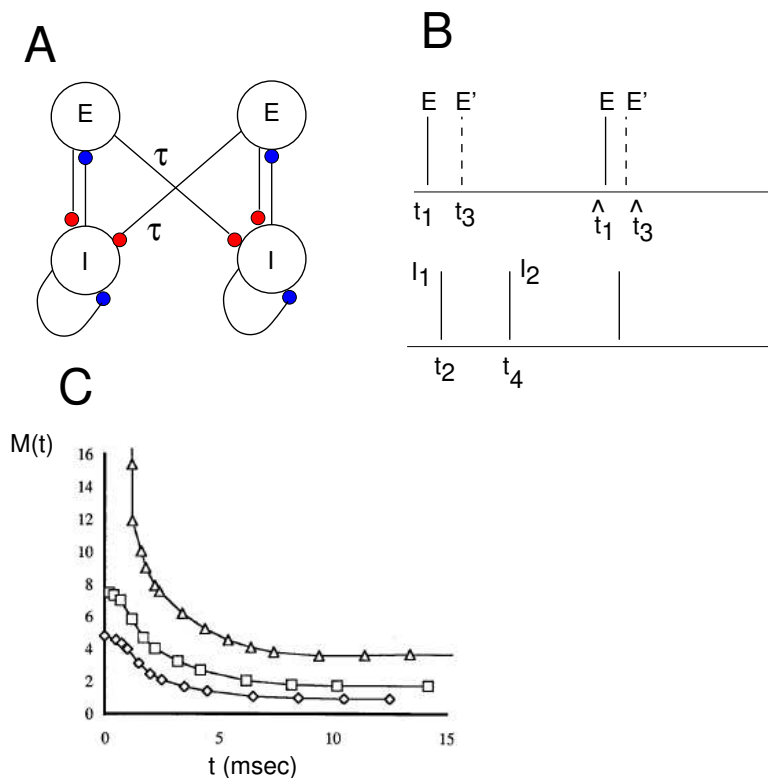 A
B
E E
τ
τ
I I
E E’ E E’
t1 t3 ^t1 ^t3
I1 I2
t2 t4
C
M(t)
16
14
12
10
8
6
4
2
0
0 5 10 15
t (msec)